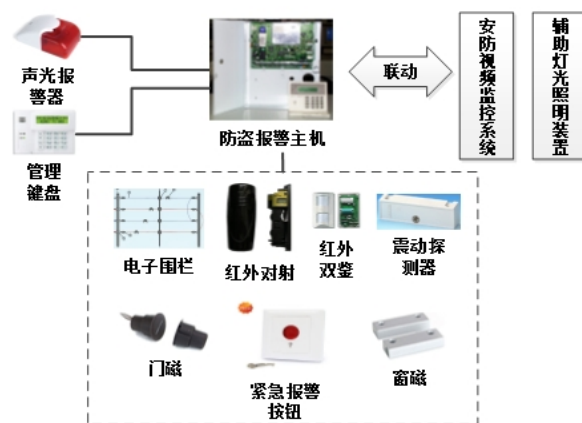 声光报
警器
管理
键盘
防盗报警主机
联动
安防视频监控系统
辅助灯光照明装置
电子围栏
红外对射
红外
双鉴
震动探
测器
门磁
紧急报警
按钮
窗磁